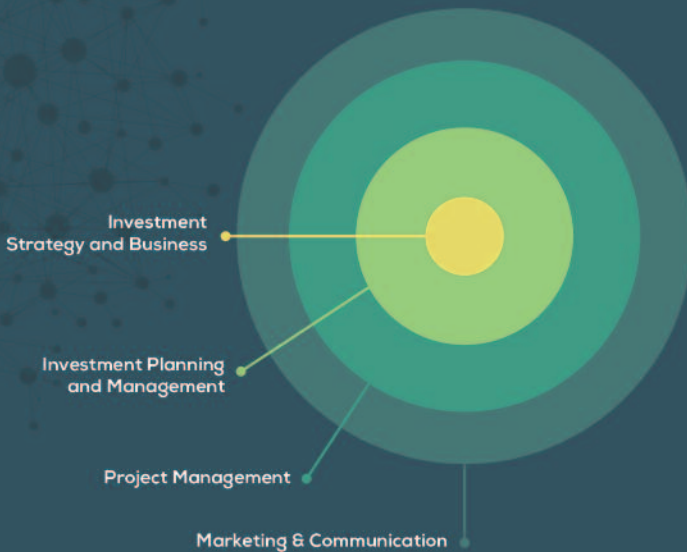 Investment
Strategy and Business
Investment Planning
and Management
Project Management
Marketing & Communication